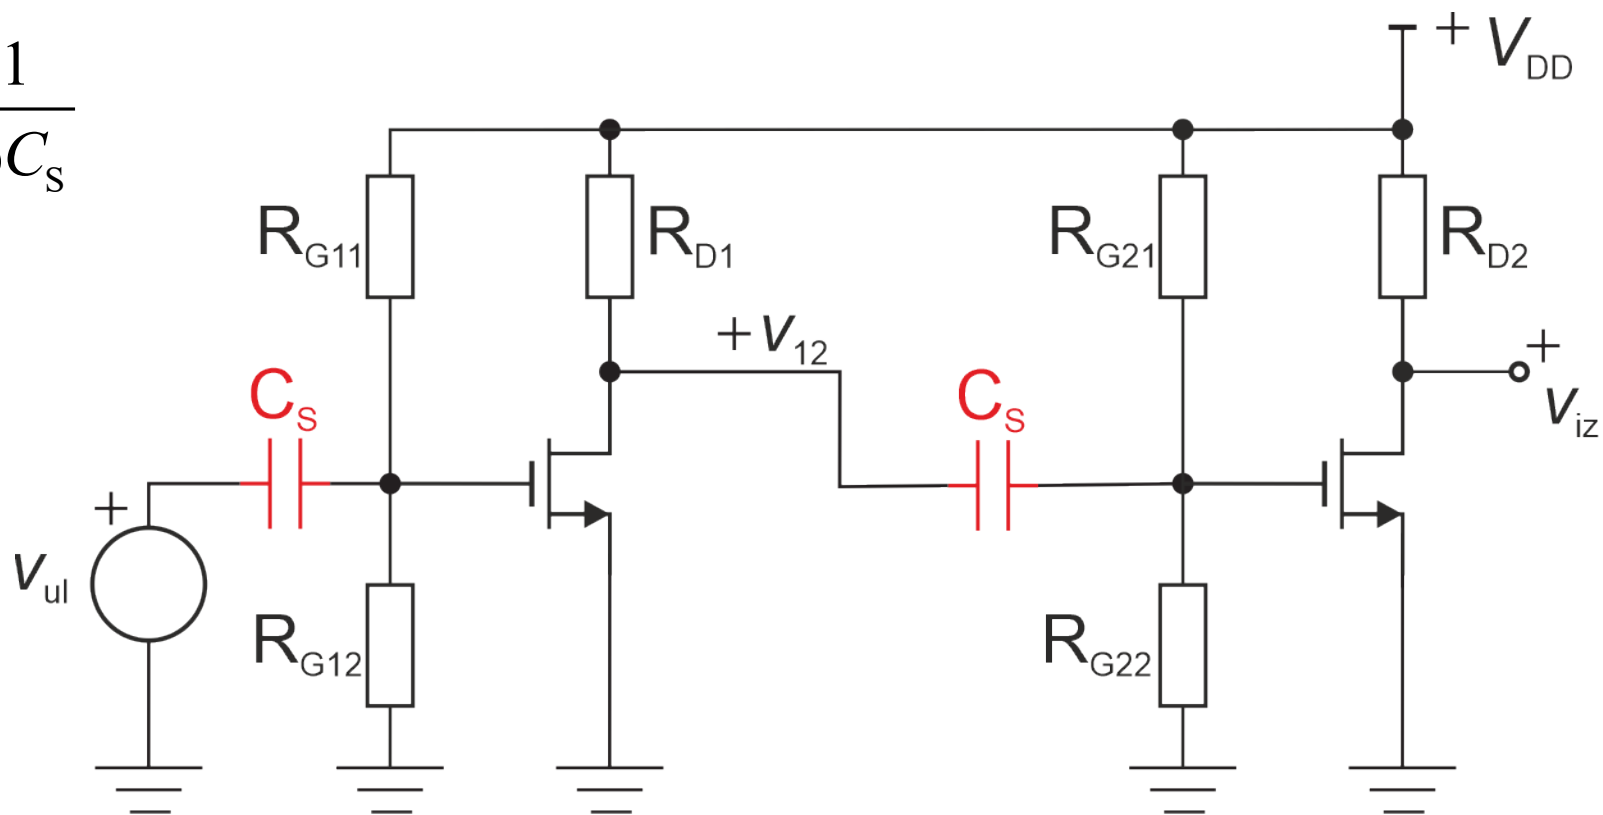 1
C_S
+ V_DD
R_G11
R_D1
R_G21
R_D2
+ v_12
+
v_iz
C_S
C_S
+
v_ul
R_G12
R_G22